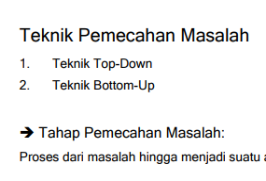 Teknik Pemecahan Masalah
1. Teknik Top-Down
2. Teknik Bottom-Up
➔ Tahap Pemecahan Masalah:
Proses dari masalah hingga menjadi suatu